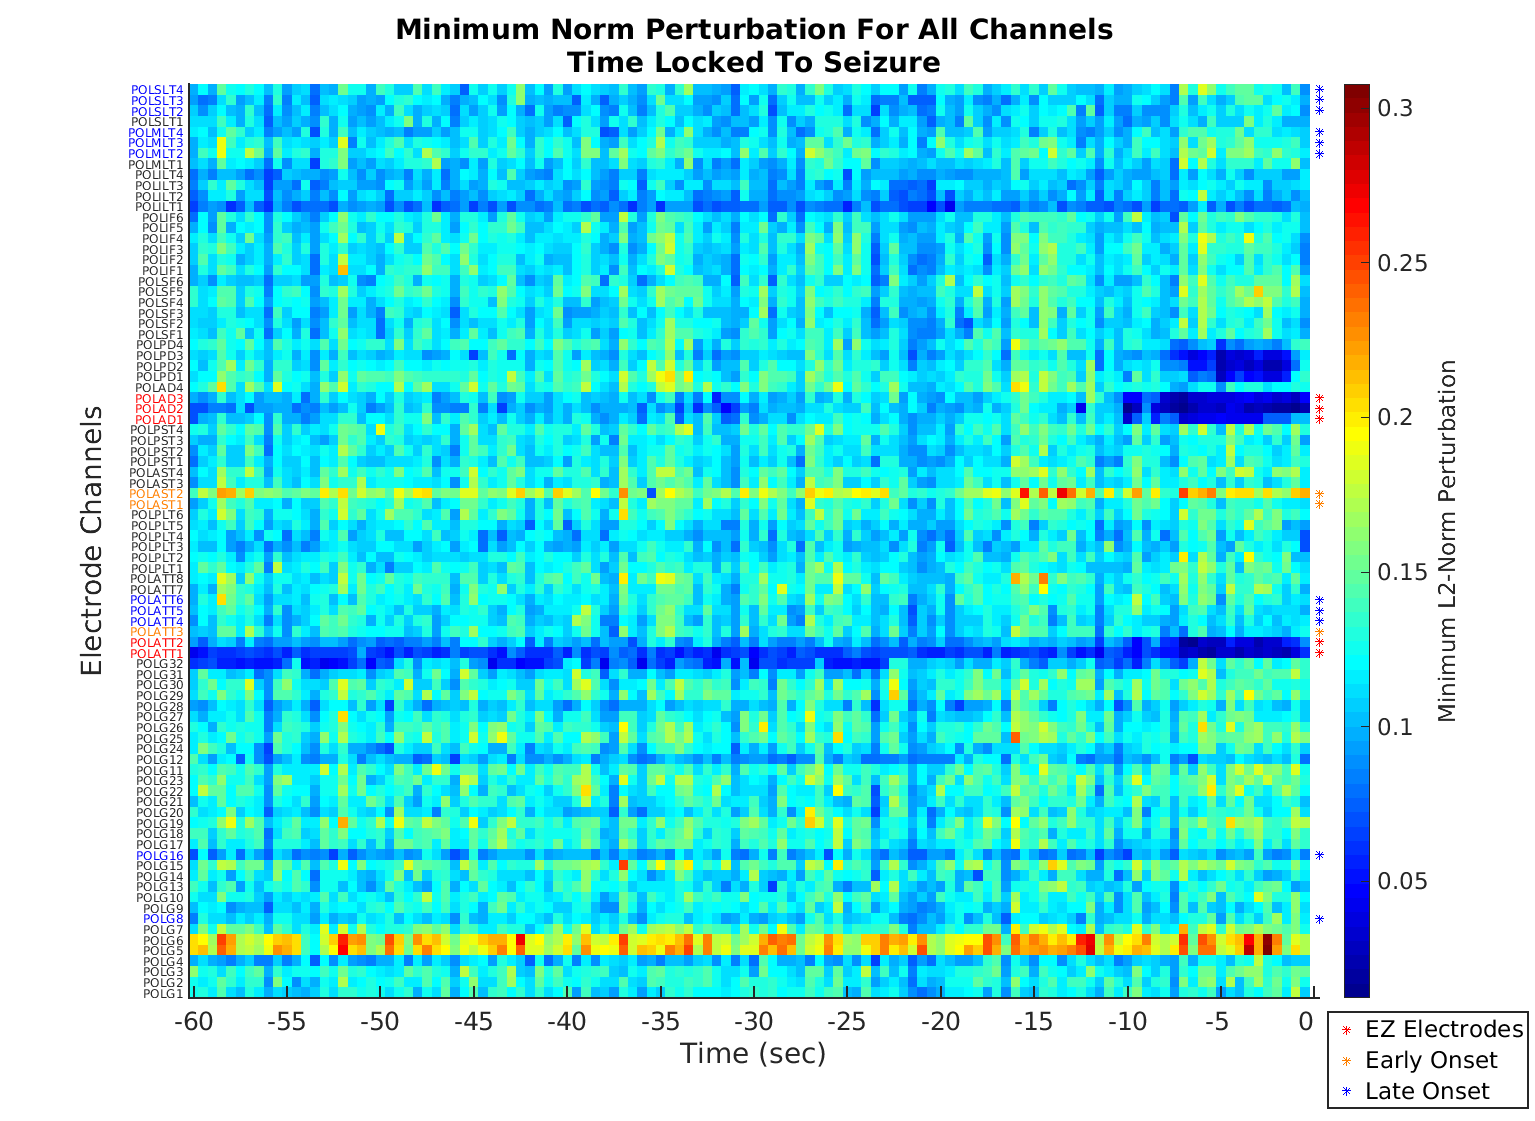 Minimum Norm Perturbation For All Channels
Time Locked To Seizure
Electrode Channels
POLSLT4
POLSLT3
POLSLT2
POLSLT1
POLMLT4
POLMLT3
POLMLT2
POLMLT1
POLILT4
POLILT3
POLILT2
POLILT1
POLIF6
POLIF5
POLIF4
POLIF3
POLIF2
POLIF1
POLSF6
POLSF5
POLSF4
POLSF3
POLSF2
POLSF1
POLPD4
POLPD3
POLPD2
POLPD1
POLAD4
POLAD3
POLAD2
POLAD1
POLPST4
POLPST3
POLPST2
POLPST1
POLAST4
POLAST3
POLAST2
POLAST1
POLPLT6
POLPLT5
POLPLT4
POLPLT3
POLPLT2
POLPLT1
POLATT8
POLATT7
POLATT6
POLATT5
POLATT4
POLATT3
POLATT2
POLATT1
POLG32
POLG31
POLG30
POLG29
POLG28
POLG27
POLG26
POLG25
POLG24
POLG12
POLG11
POLG23
POLG22
POLG21
POLG20
POLG19
POLG18
POLG17
POLG16
POLG15
POLG14
POLG13
POLG10
POLG9
POLG8
POLG7
POLG6
POLG5
POLG4
POLG3
POLG2
POLG1
-60 -55 -50 -45 -40 -35 -30 -25 -20 -15 -10 -5 0
Time (sec)
0.3
0.25
0.2
0.15
0.1
0.05
Minimum L2-Norm Perturbation
EZ Electrodes
Early Onset
Late Onset